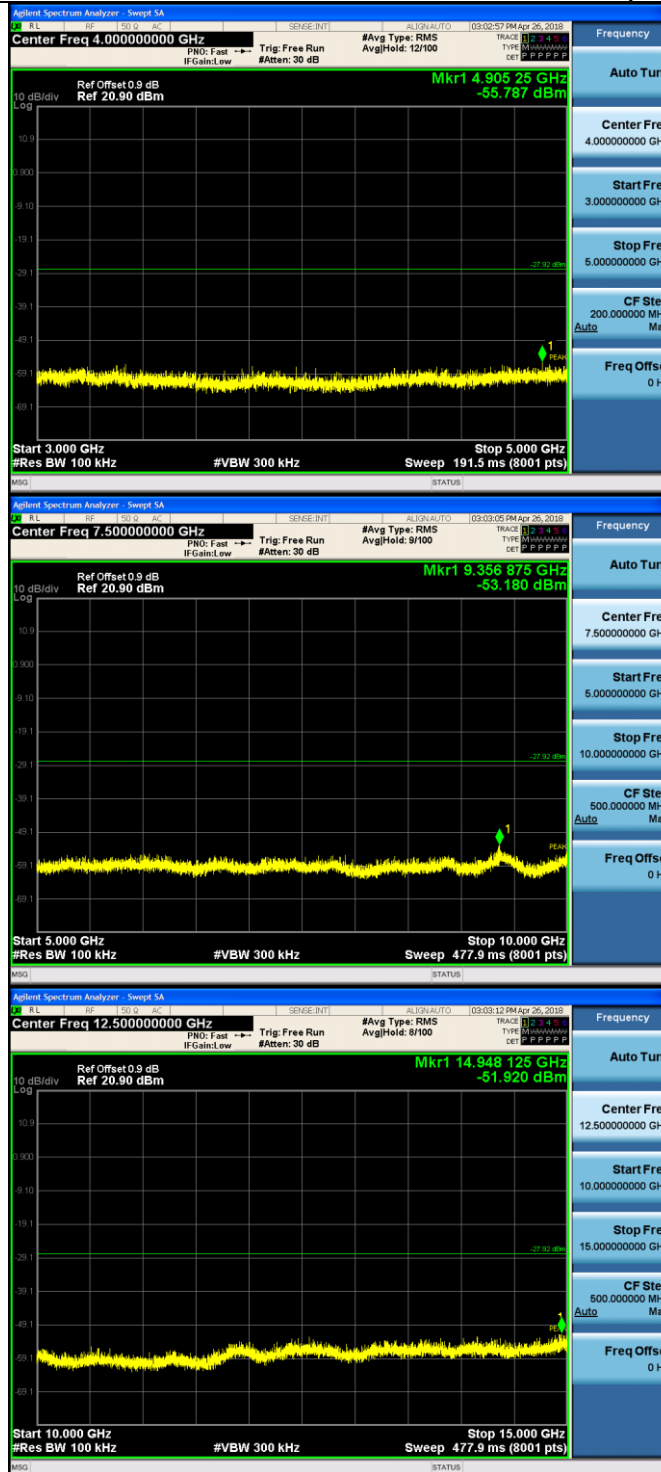 Agilent Spectrum Analyzer - Swept SA
RL RF 50 Ω AC SENSE:INT ALIGNAUTO 03:02:57 PM Apr 26, 2018
Center Freq 4.000000000 GHz #Avg Type: RMS TRACE 1 2 3 4 5 6 Frequency
PNO: Fast Trig: Free Run Avg|Hold: 12/100 TYPE M
IFGain:Low #Atten: 30 dB DET P P P P P P
Auto Tun
Mkr1 4.905 25 GHz
Ref Offset 0.9 dB
10 dB/div Ref 20.90 dBm -55.787 dBm
Log
Center Fre
4.000000000 GH
10.9
0.900
Start Fre
3.000000000 GH
-9.10
-19.1
Stop Fre
5.000000000 GH
-27.92 dBm
-29.1
CF Ste
200.000000 MH
Auto Ma
-39.1
-49.1
1
PEAK
Freq Offs
0 H
-59.1
-69.1
Start 3.000 GHz Stop 5.000 GHz
#Res BW 100 kHz #VBW 300 kHz Sweep 191.5 ms (8001 pts)
MSG STATUS
Agilent Spectrum Analyzer - Swept SA
RL RF 50 Ω AC SENSE:INT ALIGNAUTO 03:03:05 PM Apr 26, 2018
Center Freq 7.500000000 GHz #Avg Type: RMS TRACE 1 2 3 4 5 6 Frequency
PNO: Fast Trig: Free Run Avg|Hold: 9/100 TYPE M
IFGain:Low #Atten: 30 dB DET P P P P P P
Auto Tun
Mkr1 9.356 875 GHz
Ref Offset 0.9 dB
10 dB/div Ref 20.90 dBm -53.180 dBm
Log
Center Fre
7.500000000 GH
10.9
0.900
Start Fre
5.000000000 GH
-9.10
-19.1
Stop Fre
10.000000000 GH
-27.92 dBm
-29.1
CF Ste
500.000000 MH
Auto Ma
-39.1
-49.1
1
PEAK
Freq Offs
0 H
-59.1
-69.1
Start 5.000 GHz Stop 10.000 GHz
#Res BW 100 kHz #VBW 300 kHz Sweep 477.9 ms (8001 pts)
MSG STATUS
Agilent Spectrum Analyzer - Swept SA
RL RF 50 Ω AC SENSE:INT ALIGNAUTO 03:03:12 PM Apr 26, 2018
Center Freq 12.500000000 GHz #Avg Type: RMS TRACE 1 2 3 4 5 6 Frequency
PNO: Fast Trig: Free Run Avg|Hold: 8/100 TYPE M
IFGain:Low #Atten: 30 dB DET P P P P P P
Auto Tun
Mkr1 14.948 125 GHz
Ref Offset 0.9 dB
10 dB/div Ref 20.90 dBm -51.920 dBm
Log
Center Fre
12.500000000 GH
10.9
0.900
Start Fre
10.000000000 GH
-9.10
-19.1
Stop Fre
15.000000000 GH
-27.92 dBm
-29.1
CF Ste
500.000000 MH
Auto Ma
-39.1
-49.1
1
Freq Offs
0 H
-59.1
-69.1
Start 10.000 GHz Stop 15.000 GHz
#Res BW 100 kHz #VBW 300 kHz Sweep 477.9 ms (8001 pts)
MSG STATUS